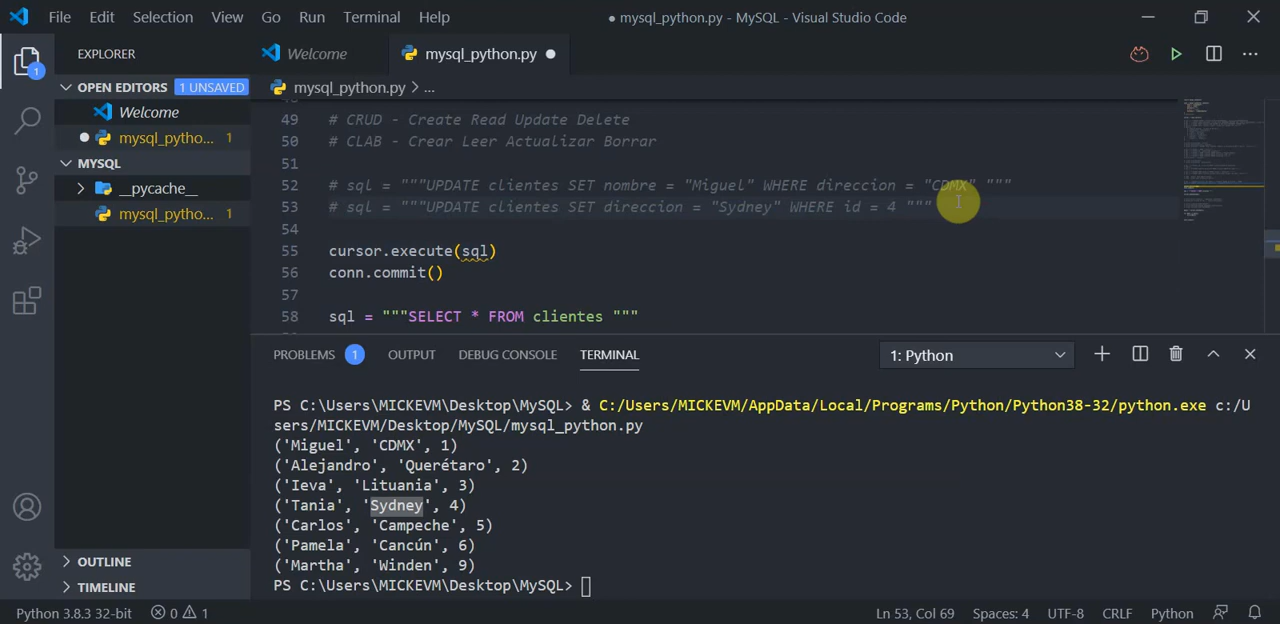 File Edit Selection View Go Run Terminal Help
● mysql_python.py - MySQL - Visual Studio Code
EXPLORER
OPEN EDITORS 1 UNSAVED
Welcome
mysql_pytho... 1
MYSQL
__pycache__
mysql_pytho... 1
OUTLINE
TIMELINE
1
Welcome
mysql_python.py ●
mysql_python.py > ...
49 # CRUD - Create Read Update Delete
50 # CLAB - Crear Leer Actualizar Borrar
51
52 # sql = """UPDATE clientes SET nombre = "Miguel" WHERE direccion = "CDMX" """
53 # sql = """UPDATE clientes SET direccion = "Sydney" WHERE id = 4 """
54
55 cursor.execute(sql)
56 conn.commit()
57
58 sql = """SELECT * FROM clientes """
PROBLEMS 1 OUTPUT DEBUG CONSOLE TERMINAL
1: Python
PS C:\Users\MICKEVM\Desktop\MySQL> & C:/Users/MICKEVM/AppData/Local/Programs/Python/Python38-32/python.exe c:/U
sers/MICKEVM/Desktop/MySQL/mysql_python.py
('Miguel', 'CDMX', 1)
('Alejandro', 'Querétaro', 2)
('Ieva', 'Lituania', 3)
('Tania', 'Sydney', 4)
('Carlos', 'Campeche', 5)
('Pamela', 'Cancún', 6)
('Martha', 'Winden', 9)
PS C:\Users\MICKEVM\Desktop\MySQL>
Python 3.8.3 32-bit 0 1
Ln 53, Col 69 Spaces: 4 UTF-8 CRLF Python